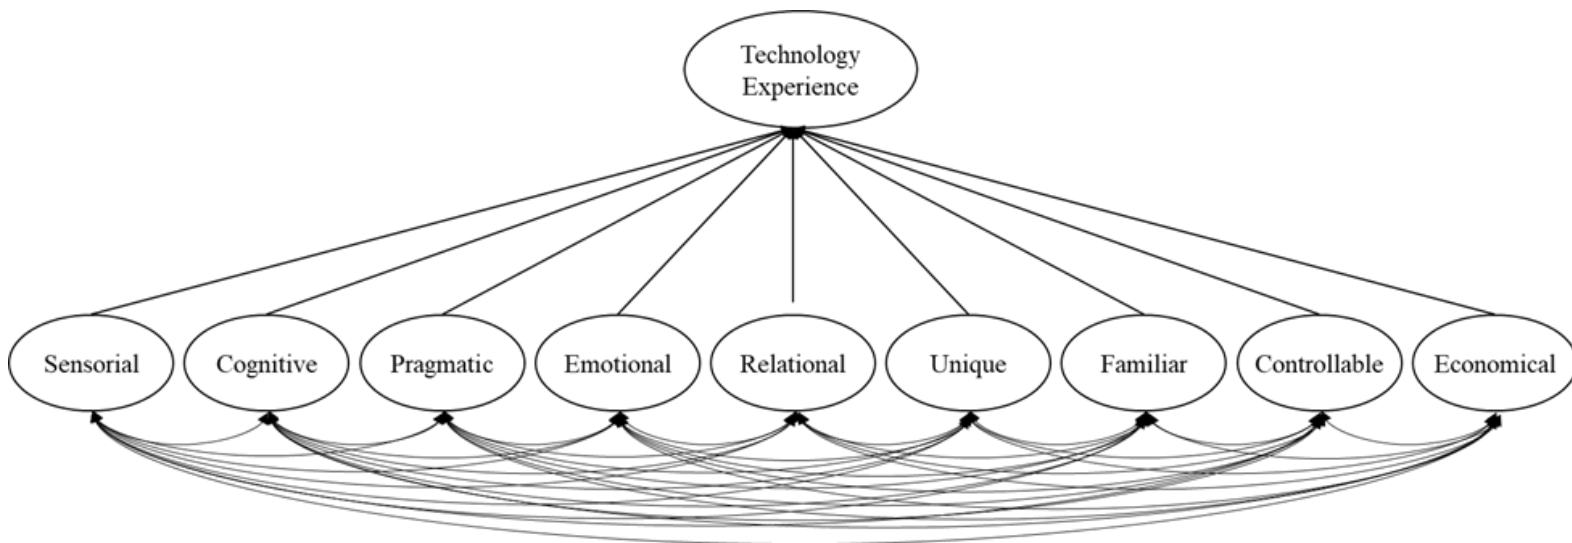 Technology
Experience
Sensorial
Cognitive
Pragmatic
Emotional
Relational
Unique
Familiar
Controllable
Economical